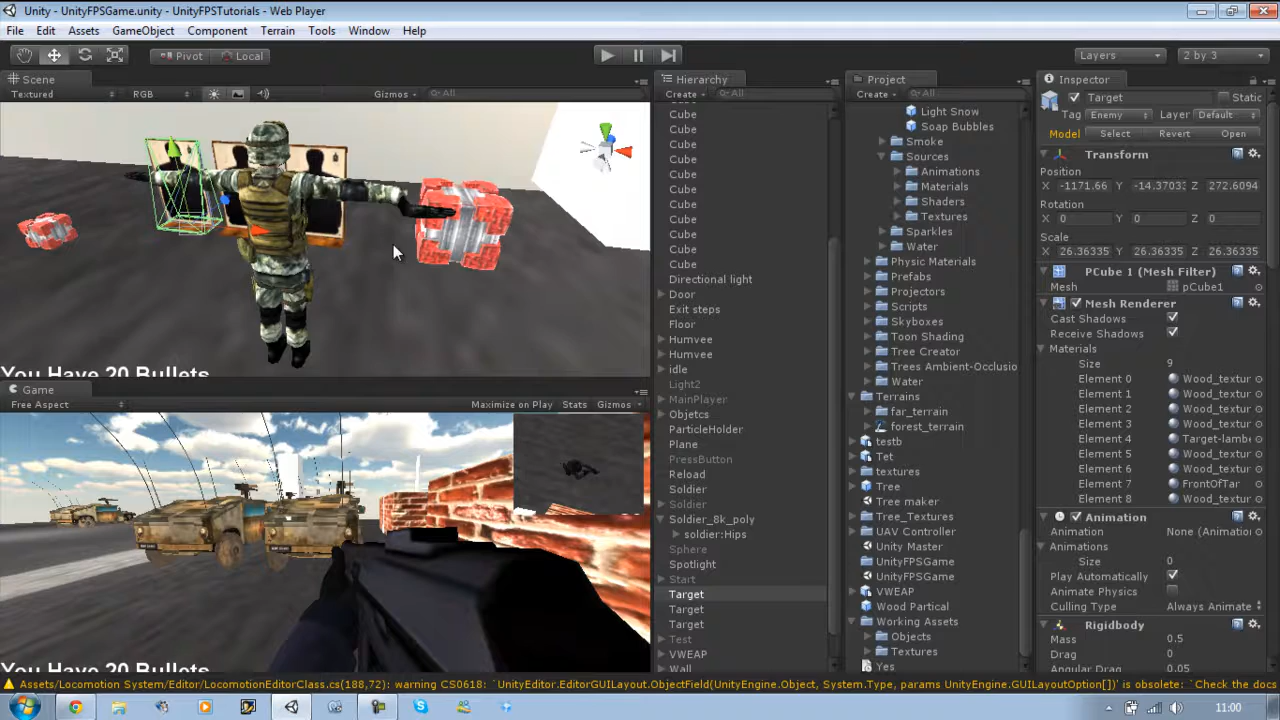 Unity - UnityFPSGame.unity - UnityFPSTutorials - Web Player
File Edit Assets GameObject Component Terrain Tools Window Help
Pivot Local Layers 2 by 3
Scene
Textured RGB Gizmos All
You Have 20 Bullets
Game
Free Aspect Maximize on Play Stats Gizmos
You Have 20 Bullets
Hierarchy
Create All
Cube
Cube
Cube
Cube
Cube
Cube
Cube
Cube
Cube
Cube
Cube
Cube
Directional light
Door
Exit steps
Floor
Humvee
Humvee
idle
Light2
MainPlayer
Objetcs
ParticleHolder
Plane
PressButton
Reload
Soldier
Soldier
Soldier_8k_poly
soldier:Hips
Sphere
Spotlight
Start
Target
Target
Target
Test
VWEAP
Wall
Project
Create All
Light Snow
Soap Bubbles
Smoke
Sources
Animations
Materials
Shaders
Textures
Sparkles
Water
Physic Materials
Prefabs
Projectors
Scripts
Skyboxes
Toon Shading
Tree Creator
Trees Ambient-Occlusio
Water
Terrains
far_terrain
forest_terrain
testb
Tet
textures
Tree
Tree maker
Tree_Textures
UAV Controller
Unity Master
UnityFPSGame
UnityFPSGame
VWEAP
Wood Partical
Working Assets
Objects
Textures
Yes
Inspector
Target Static
Tag Enemy Layer Default
Model Select Revert Open
Transform
Position
X -1171.66 Y -14.3703 Z 272.6094
Rotation
X 0 Y 0 Z 0
Scale
X 26.36335 Y 26.36335 Z 26.36335
PCube 1 (Mesh Filter)
Mesh pCube1
Mesh Renderer
Cast Shadows
Receive Shadows
Materials
Size 9
Element 0 Wood_textur
Element 1 Wood_textur
Element 2 Wood_textur
Element 3 Wood_textur
Element 4 Target-lambe
Element 5 Wood_textur
Element 6 Wood_textur
Element 7 FrontOfTar
Element 8 Wood_textur
Animation
Animation None (Animatio
Animations
Size 0
Play Automatically
Animate Physics
Culling Type Always Animate
Rigidbody
Mass 0.5
Drag 0
Angular Drag 0.05
Assets/Locomotion System/Editor/LocomotionEditorClass.cs(188,72): warning CS0618: `UnityEditor.EditorGUILayout.ObjectField(UnityEngine.Object, System.Type, params UnityEngine.GUILayoutOption[])' is obsolete: `Check the docs
11:00